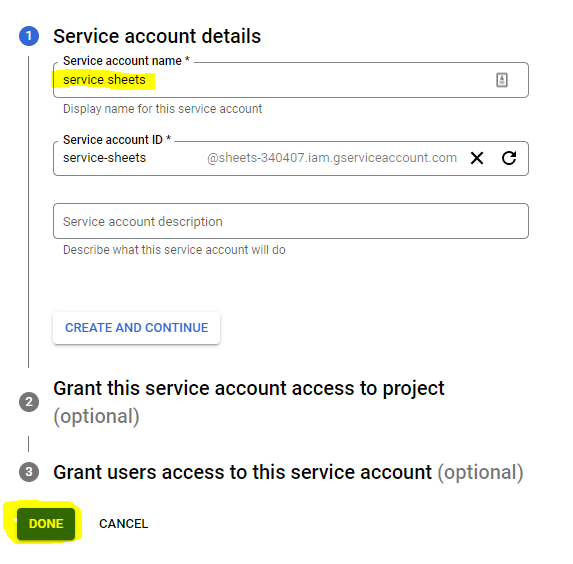 1 Service account details
Service account name *
service sheets
Display name for this service account
Service account ID *
service-sheets @sheets-340407.iam.gserviceaccount.com
Service account description
Describe what this service account will do
CREATE AND CONTINUE
2 Grant this service account access to project
(optional)
3 Grant users access to this service account (optional)
DONE CANCEL